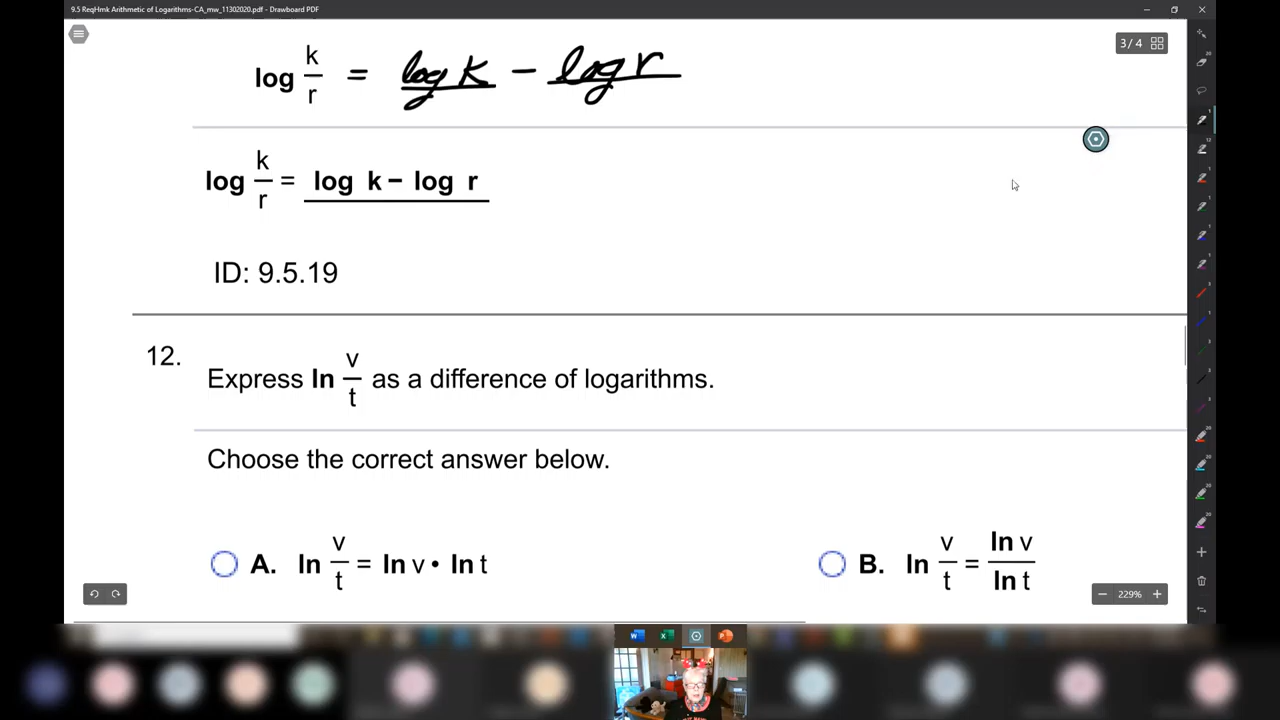 9.5 ReqHmk Arithmetic of Logarithms-CA_mw_11302020.pdf - Drawboard PDF
3 / 4
log k/r = log k - log r
log k/r = log k − log r
ID: 9.5.19
12. Express ln v/t as a difference of logarithms.
Choose the correct answer below.
A. ln v/t = ln v • ln t
B. ln v/t = ln v/ln t
229%